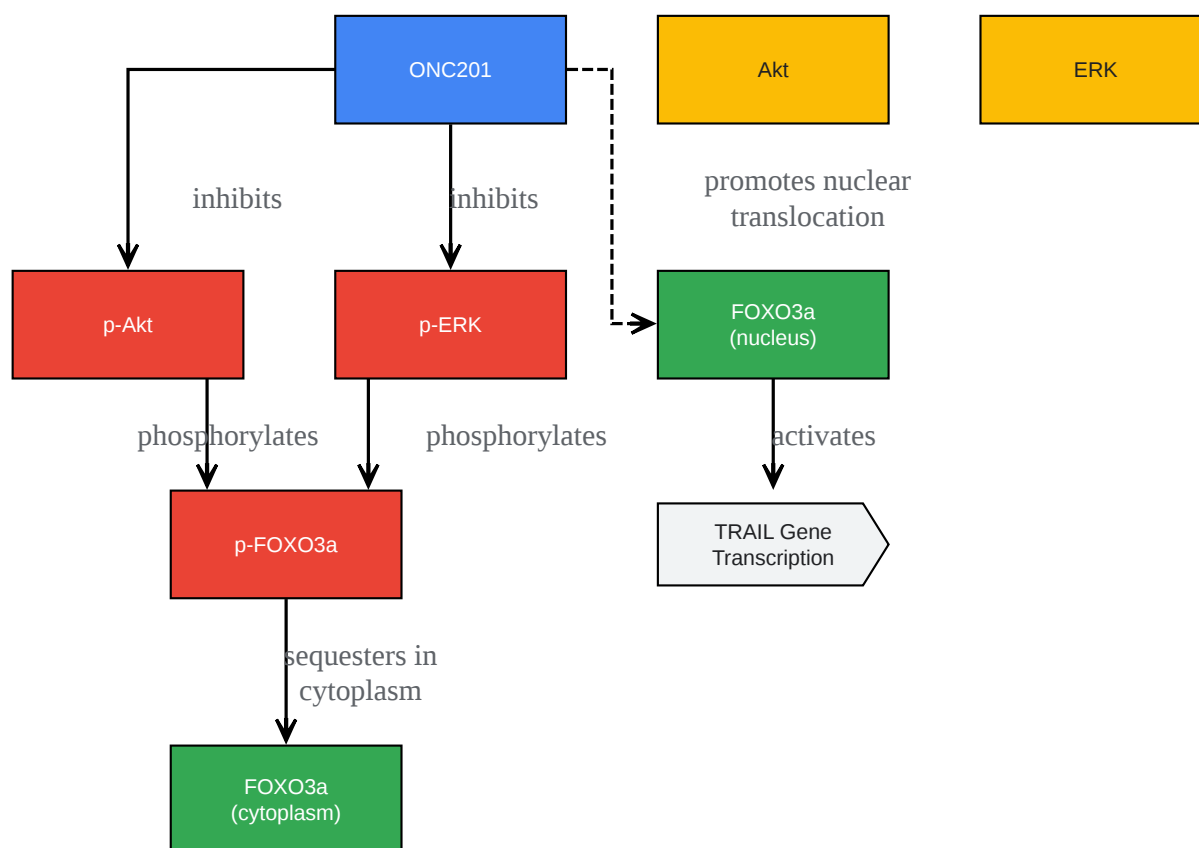 ONC201
Akt
ERK
inhibits
inhibits
promotes nuclear
translocation
p-Akt
p-ERK
FOXO3a
(nucleus)
phosphorylates
phosphorylates
activates
p-FOXO3a
TRAIL Gene
Transcription
sequesters in
cytoplasm
FOXO3a
(cytoplasm)